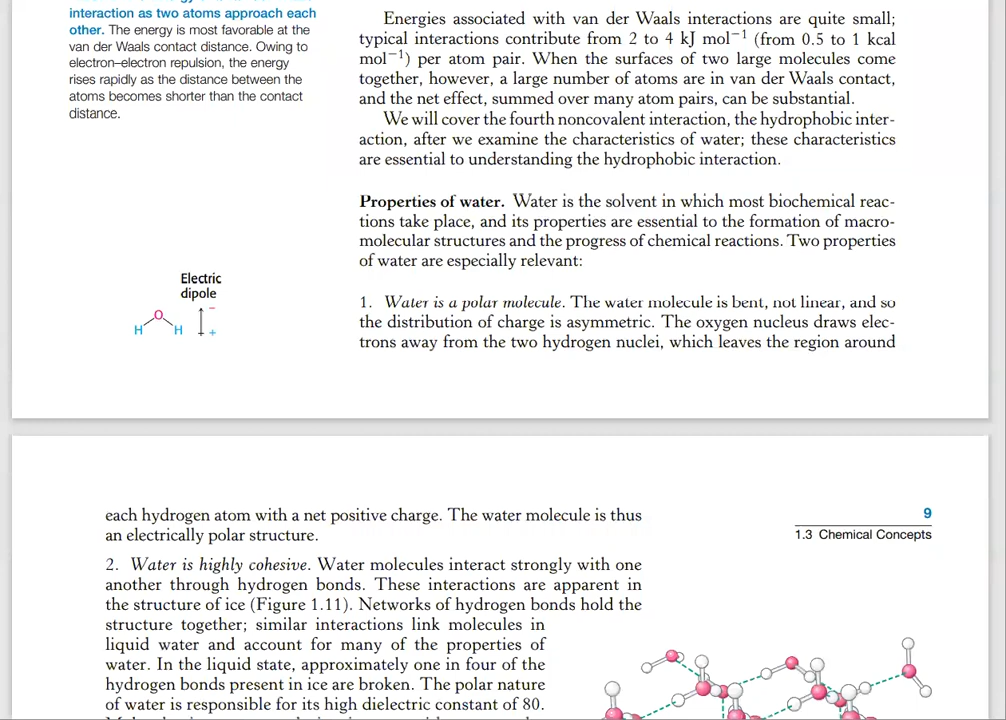 interaction as two atoms approach each
other. The energy is most favorable at the
van der Waals contact distance. Owing to
electron–electron repulsion, the energy
rises rapidly as the distance between the
atoms becomes shorter than the contact
distance.
Energies associated with van der Waals interactions are quite small;
typical interactions contribute from 2 to 4 kJ mol⁻¹ (from 0.5 to 1 kcal
mol⁻¹) per atom pair. When the surfaces of two large molecules come
together, however, a large number of atoms are in van der Waals contact,
and the net effect, summed over many atom pairs, can be substantial.
We will cover the fourth noncovalent interaction, the hydrophobic inter-
action, after we examine the characteristics of water; these characteristics
are essential to understanding the hydrophobic interaction.
Properties of water. Water is the solvent in which most biochemical reac-
tions take place, and its properties are essential to the formation of macro-
molecular structures and the progress of chemical reactions. Two properties
of water are especially relevant:
Electric
dipole
O
H H
−
+
1. Water is a polar molecule. The water molecule is bent, not linear, and so
the distribution of charge is asymmetric. The oxygen nucleus draws elec-
trons away from the two hydrogen nuclei, which leaves the region around
each hydrogen atom with a net positive charge. The water molecule is thus
an electrically polar structure.
9
1.3 Chemical Concepts
2. Water is highly cohesive. Water molecules interact strongly with one
another through hydrogen bonds. These interactions are apparent in
the structure of ice (Figure 1.11). Networks of hydrogen bonds hold the
structure together; similar interactions link molecules in
liquid water and account for many of the properties of
water. In the liquid state, approximately one in four of the
hydrogen bonds present in ice are broken. The polar nature
of water is responsible for its high dielectric constant of 80.